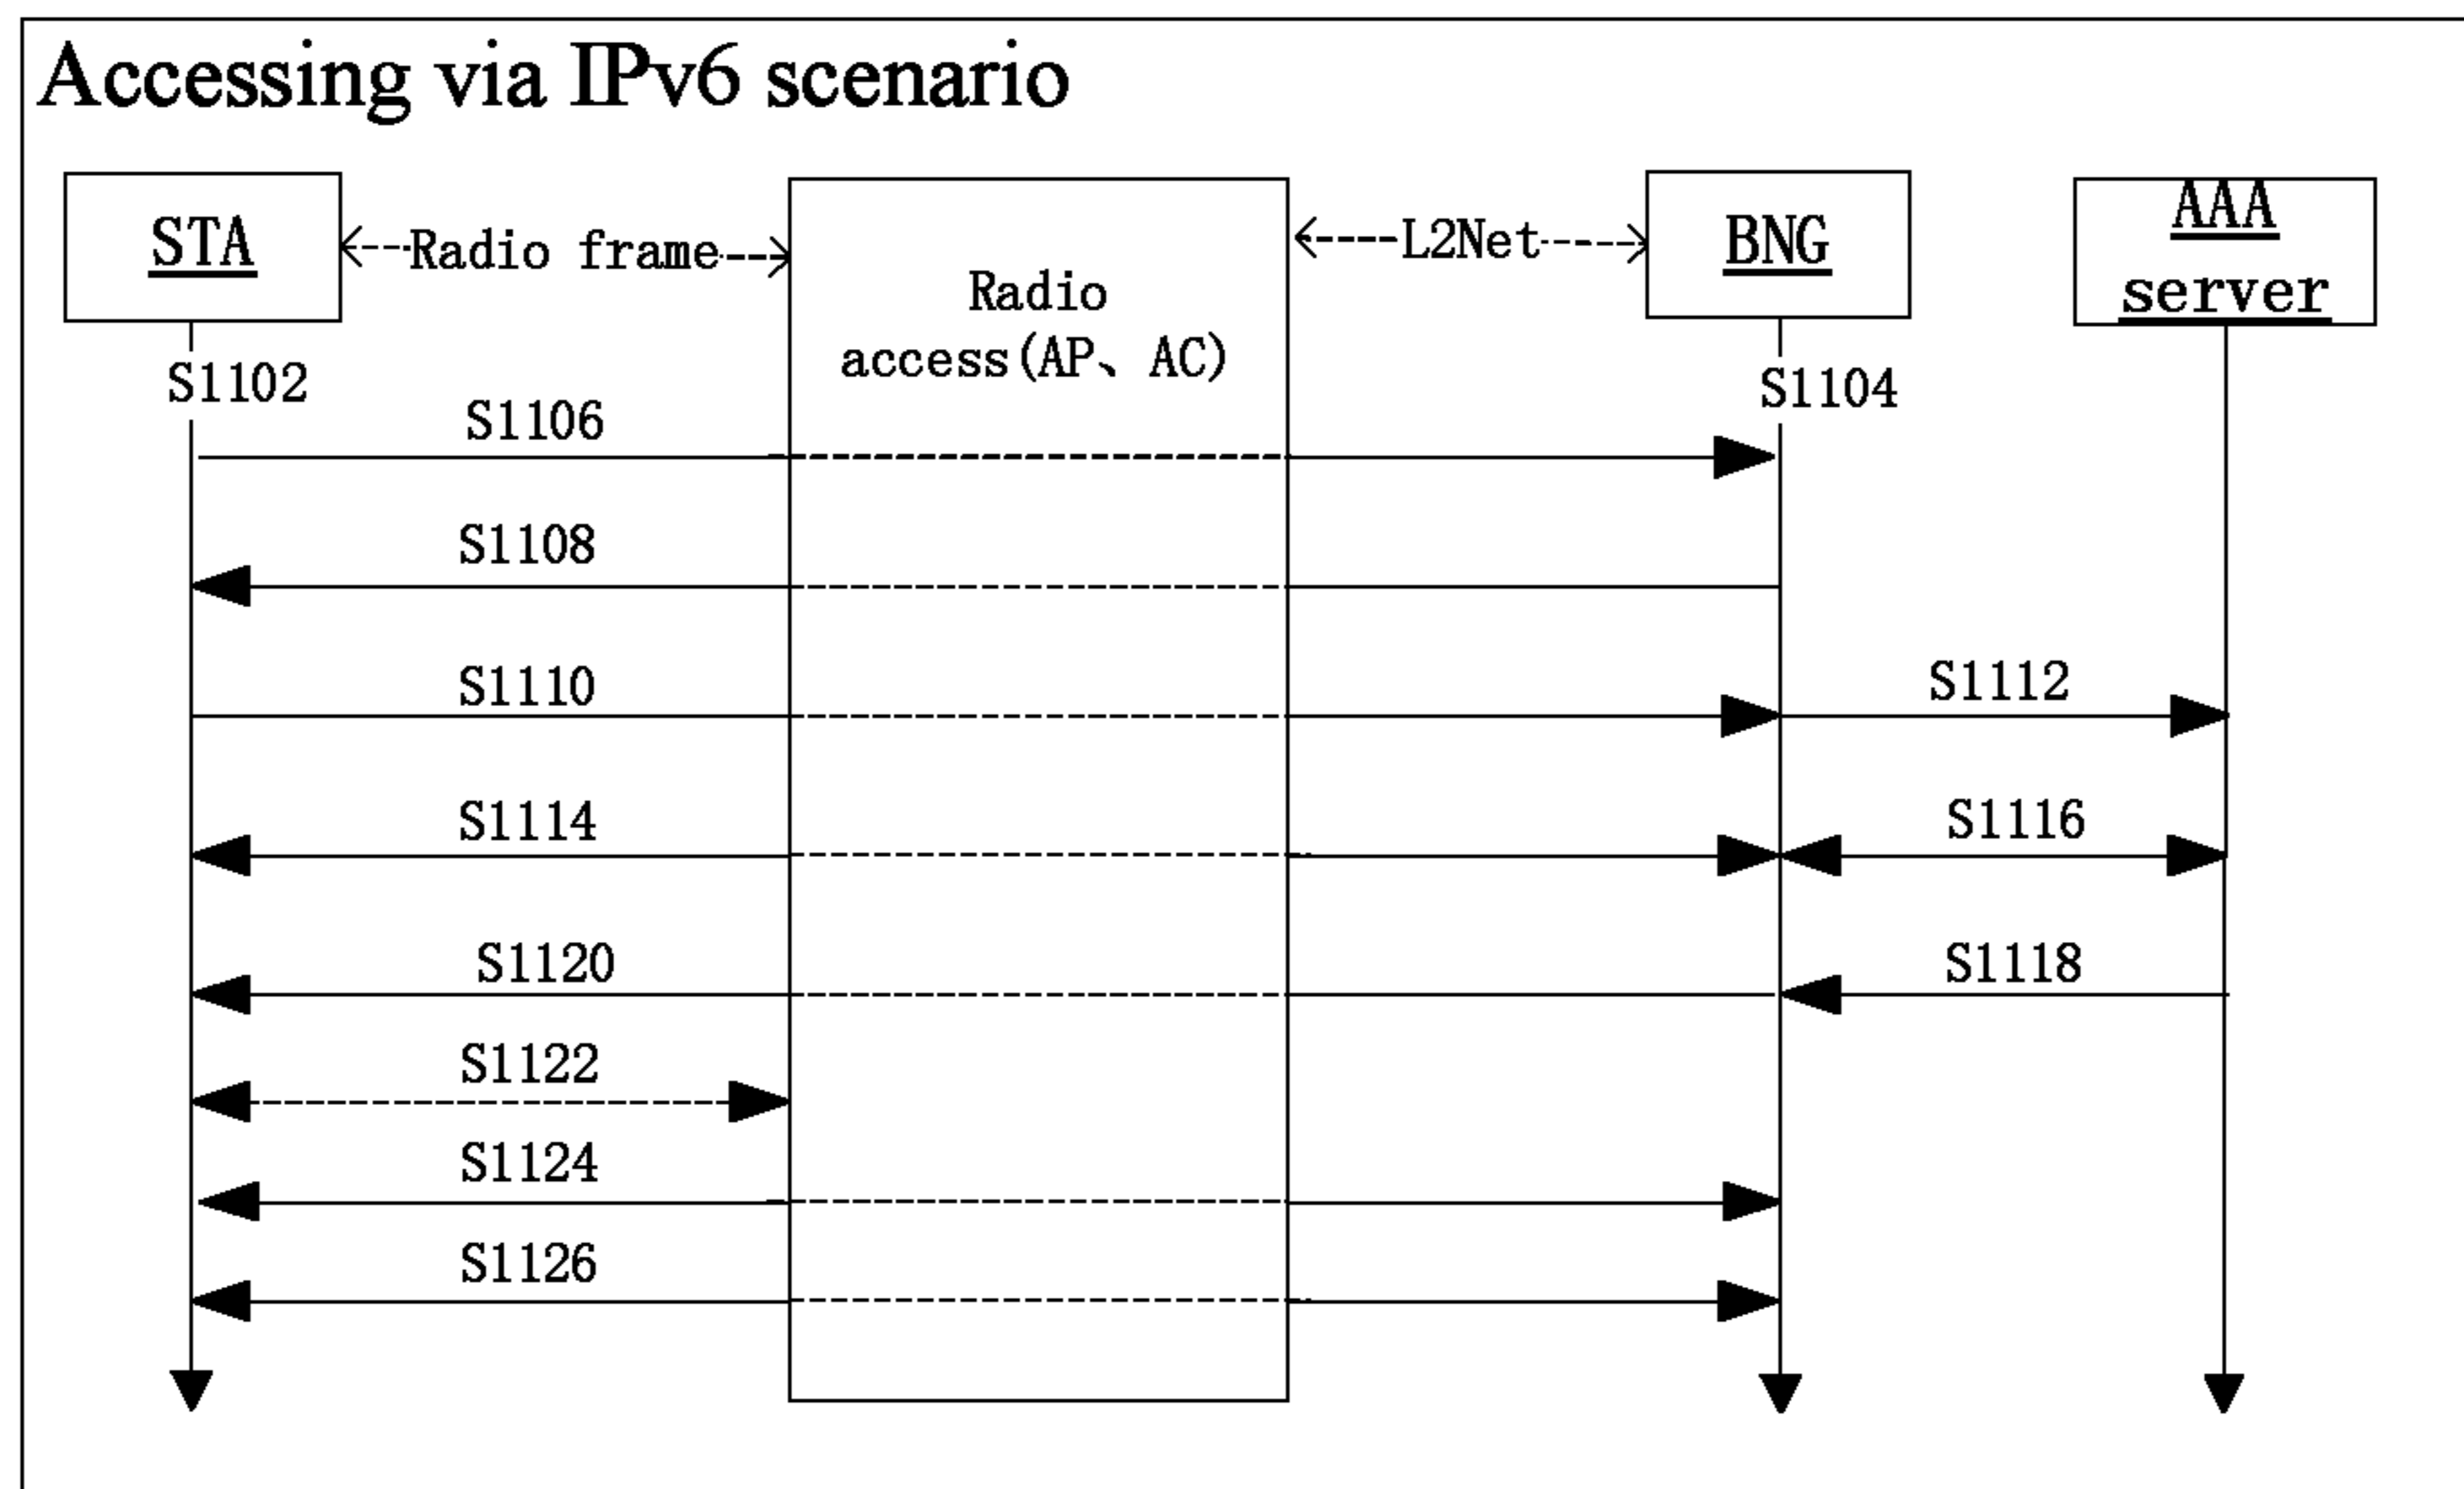 Accessing via IPv6 scenario
STA
Radio frame
Radio
access(AP、AC)
L2Net
BNG
AAA
server
S1102
S1104
S1106
S1108
S1110
S1112
S1114
S1116
S1120
S1118
S1122
S1124
S1126